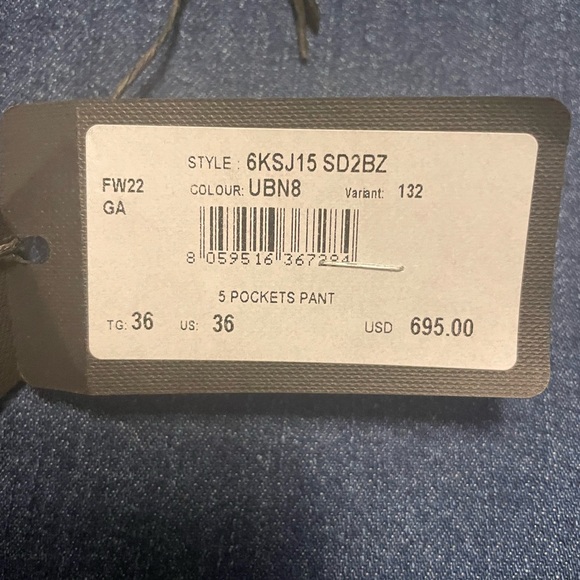 STYLE : 6KSJ15 SD2BZ
FW22 COLOUR: UBN8 Variant: 132
GA
8 059516 367294
5 POCKETS PANT
TG: 36 US: 36 USD 695.00